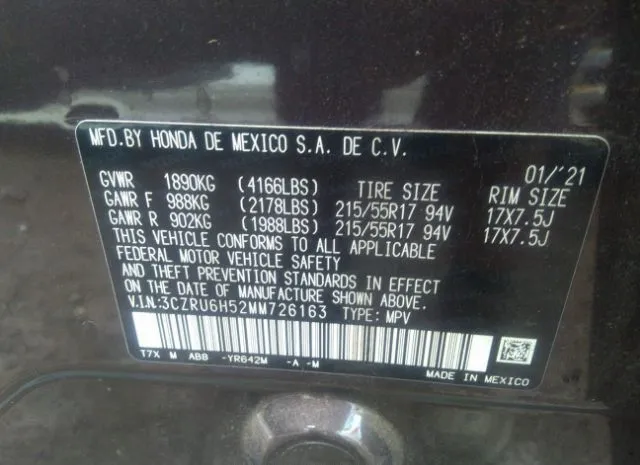 MFD.BY HONDA DE MEXICO S.A. DE C.V.
01/'21
GVWR 1890KG (4166LBS) TIRE SIZE RIM SIZE
GAWR F 988KG (2178LBS) 215/55R17 94V 17X7.5J
GAWR R 902KG (1988LBS) 215/55R17 94V 17X7.5J
THIS VEHICLE CONFORMS TO ALL APPLICABLE
FEDERAL MOTOR VEHICLE SAFETY
AND THEFT PREVENTION STANDARDS IN EFFECT ON
THE DATE OF MANUFACTURE SHOWN ABOVE.
V.I.N:3CZRU6H52MM726163 TYPE: MPV
T7X M ABB -YR642M -A -M
MADE IN MEXICO